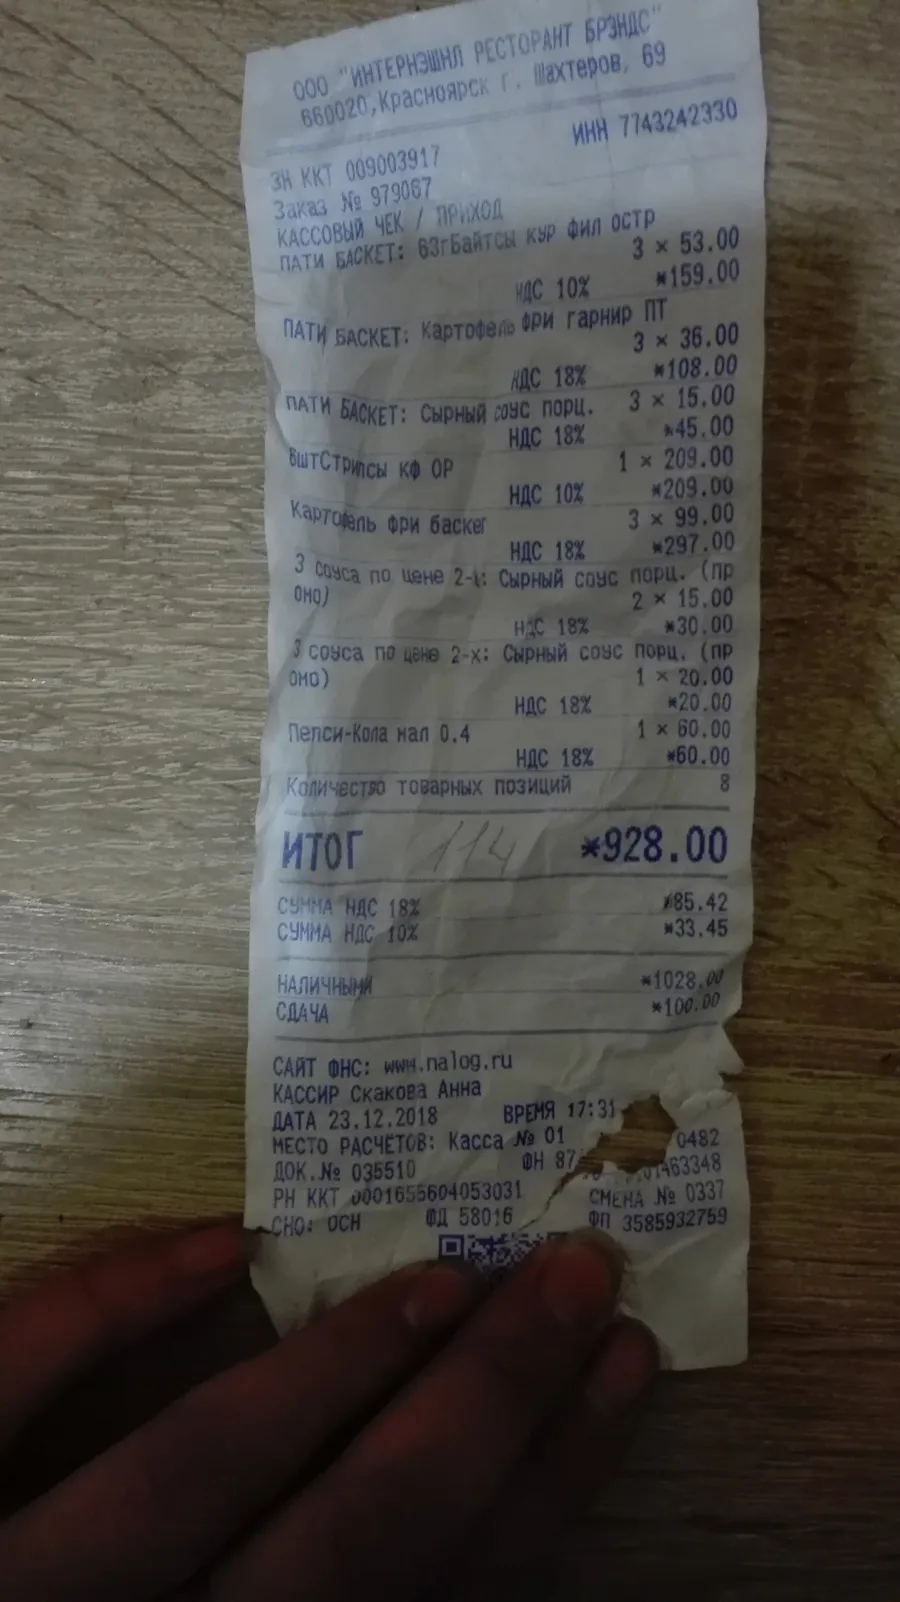 ООО "ИНТЕРНЭШНЛ РЕСТОРАНТ БРЭНДС"
660020,Красноярск г. Шахтеров, 69
ИНН 7743242330
ЗН ККТ 009003917
Заказ № 979067
КАССОВЫЙ ЧЕК / ПРИХОД
ПАТИ БАСКЕТ: 63гБайтсы кур фил остр
3 × 53.00
НДС 10% *159.00
ПАТИ БАСКЕТ: Картофель фри гарнир ПТ
3 × 36.00
НДС 18% *108.00
ПАТИ БАСКЕТ: Сырный соус порц. 3 × 15.00
НДС 18% *45.00
6штСтрипсы кф ОР 1 × 209.00
НДС 10% *209.00
Картофель фри баскет 3 × 99.00
НДС 18% *297.00
3 соуса по цене 2-х: Сырный соус порц. (пр
омо) 2 × 15.00
НДС 18% *30.00
3 соуса по цене 2-х: Сырный соус порц. (пр
омо) 1 × 20.00
НДС 18% *20.00
Пепси-Кола мал 0.4 1 × 60.00
НДС 18% *60.00
Количество товарных позиций 8
ИТОГ 114 *928.00
СУММА НДС 18% *85.42
СУММА НДС 10% *33.45
НАЛИЧНЫМИ *1028.00
СДАЧА *100.00
САЙТ ФНС: www.nalog.ru
КАССИР Скакова Анна
ДАТА 23.12.2018 ВРЕМЯ 17:31
МЕСТО РАСЧЕТОВ: Касса № 01 0482
ДОК.№ 035510 ФН 87 01463348
РН ККТ 0001655604053031 СМЕНА № 0337
СНО: ОСН ФД 58016 ФП 3585932759